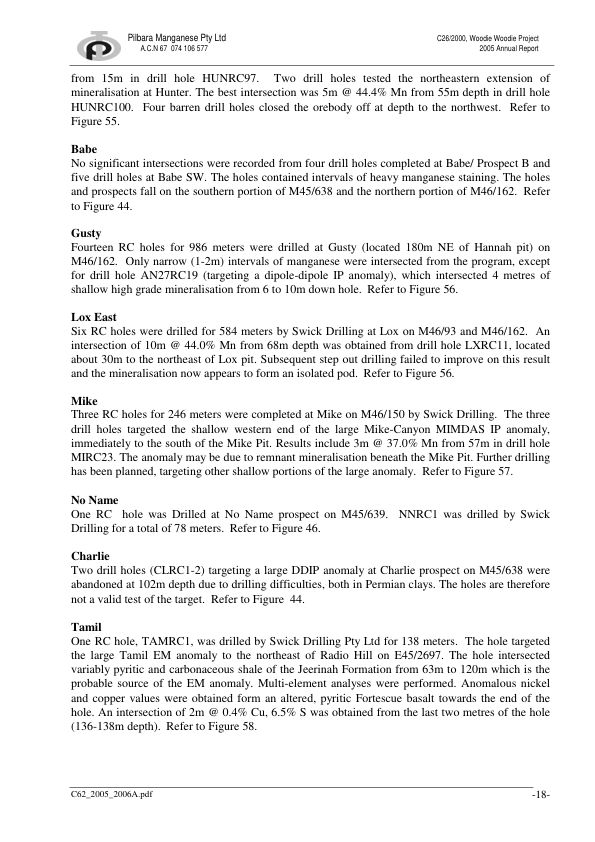 Pilbara Manganese Pty Ltd
A.C.N 67 074 106 577
C26/2000, Woodie Woodie Project
2005 Annual Report
from 15m in drill hole HUNRC97. Two drill holes tested the northeastern extension of
mineralisation at Hunter. The best intersection was 5m @ 44.4% Mn from 55m depth in drill hole
HUNRC100. Four barren drill holes closed the orebody off at depth to the northwest. Refer to
Figure 55.
Babe
No significant intersections were recorded from four drill holes completed at Babe/ Prospect B and
five drill holes at Babe SW. The holes contained intervals of heavy manganese staining. The holes
and prospects fall on the southern portion of M45/638 and the northern portion of M46/162. Refer
to Figure 44.
Gusty
Fourteen RC holes for 986 meters were drilled at Gusty (located 180m NE of Hannah pit) on
M46/162. Only narrow (1-2m) intervals of manganese were intersected from the program, except
for drill hole AN27RC19 (targeting a dipole-dipole IP anomaly), which intersected 4 metres of
shallow high grade mineralisation from 6 to 10m down hole. Refer to Figure 56.
Lox East
Six RC holes were drilled for 584 meters by Swick Drilling at Lox on M46/93 and M46/162. An
intersection of 10m @ 44.0% Mn from 68m depth was obtained from drill hole LXRC11, located
about 30m to the northeast of Lox pit. Subsequent step out drilling failed to improve on this result
and the mineralisation now appears to form an isolated pod. Refer to Figure 56.
Mike
Three RC holes for 246 meters were completed at Mike on M46/150 by Swick Drilling. The three
drill holes targeted the shallow western end of the large Mike-Canyon MIMDAS IP anomaly,
immediately to the south of the Mike Pit. Results include 3m @ 37.0% Mn from 57m in drill hole
MIRC23. The anomaly may be due to remnant mineralisation beneath the Mike Pit. Further drilling
has been planned, targeting other shallow portions of the large anomaly. Refer to Figure 57.
No Name
One RC hole was Drilled at No Name prospect on M45/639. NNRC1 was drilled by Swick
Drilling for a total of 78 meters. Refer to Figure 46.
Charlie
Two drill holes (CLRC1-2) targeting a large DDIP anomaly at Charlie prospect on M45/638 were
abandoned at 102m depth due to drilling difficulties, both in Permian clays. The holes are therefore
not a valid test of the target. Refer to Figure 44.
Tamil
One RC hole, TAMRC1, was drilled by Swick Drilling Pty Ltd for 138 meters. The hole targeted
the large Tamil EM anomaly to the northeast of Radio Hill on E45/2697. The hole intersected
variably pyritic and carbonaceous shale of the Jeerinah Formation from 63m to 120m which is the
probable source of the EM anomaly. Multi-element analyses were performed. Anomalous nickel
and copper values were obtained form an altered, pyritic Fortescue basalt towards the end of the
hole. An intersection of 2m @ 0.4% Cu, 6.5% S was obtained from the last two metres of the hole
(136-138m depth). Refer to Figure 58.
C62_2005_2006A.pdf
-18-